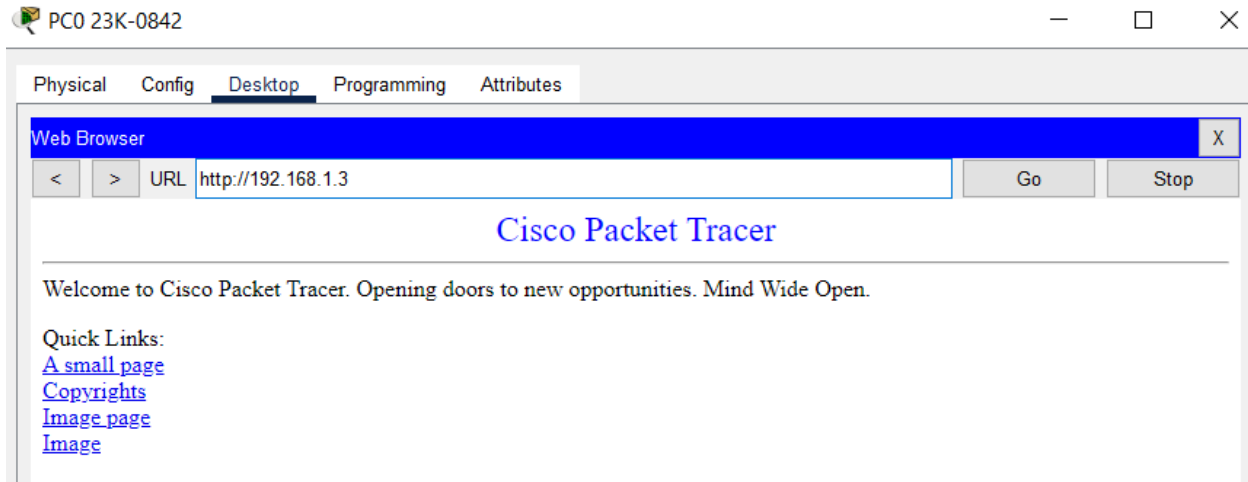 PC0 23K-0842
Physical Config Desktop Programming Attributes
Web Browser X
< > URL http://192.168.1.3 Go Stop
Cisco Packet Tracer
Welcome to Cisco Packet Tracer. Opening doors to new opportunities. Mind Wide Open.
Quick Links:
A small page
Copyrights
Image page
Image